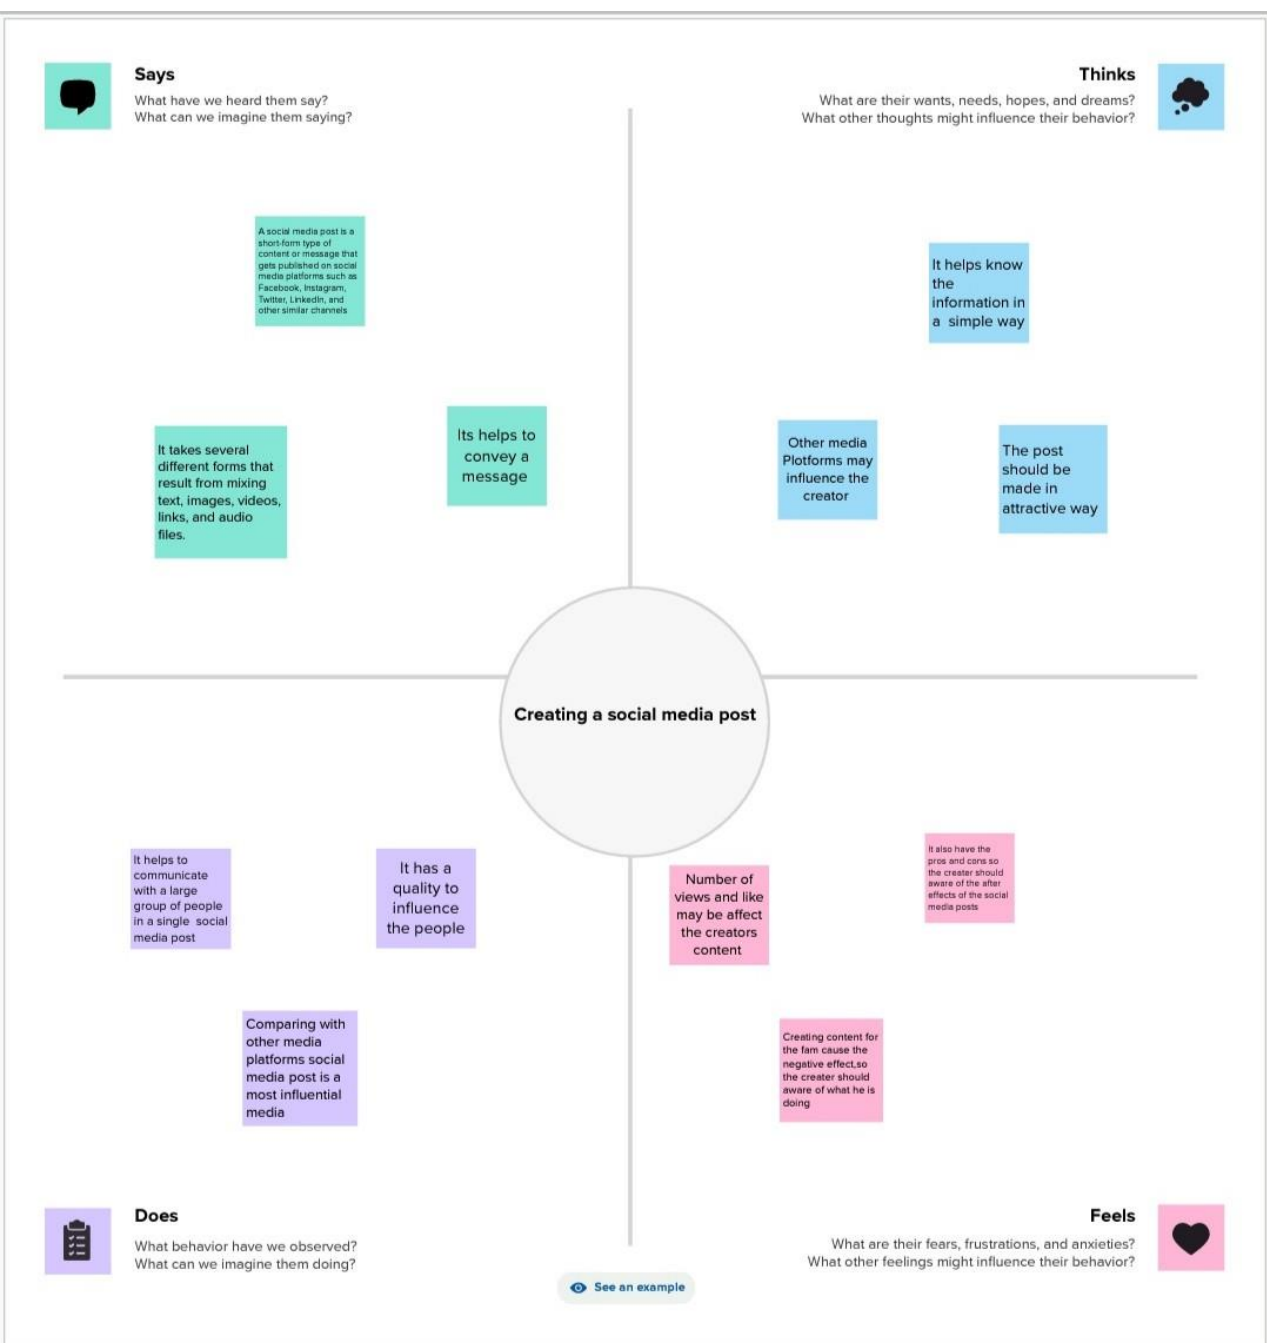 Says
What have we heard them say?
What can we imagine them saying?
Thinks
What are their wants, needs, hopes, and dreams?
What other thoughts might influence their behavior?
A social media post is a
short-form type of
content or message that
gets published on social
media platforms such as
Facebook, Instagram,
Twitter, LinkedIn, and
other similar channels
It takes several
different forms that
result from mixing
text, images, videos,
links, and audio
files.
Its helps to
convey a
message
It helps know
the
information in
a simple way
Other media
Plotforms may
influence the
creator
The post
should be
made in
attractive way
Creating a social media post
It helps to
communicate
with a large
group of people
in a single social
media post
It has a
quality to
influence
the people
Comparing with
other media
platforms social
media post is a
most influential
media
Number of
views and like
may be affect
the creators
content
It also have the
pros and cons so
the creater should
aware of the after
effects of the social
media posts
Creating content for
the fam cause the
negative effect,so
the creater should
aware of what he is
doing
Does
What behavior have we observed?
What can we imagine them doing?
Feels
What are their fears, frustrations, and anxieties?
What other feelings might influence their behavior?
See an example